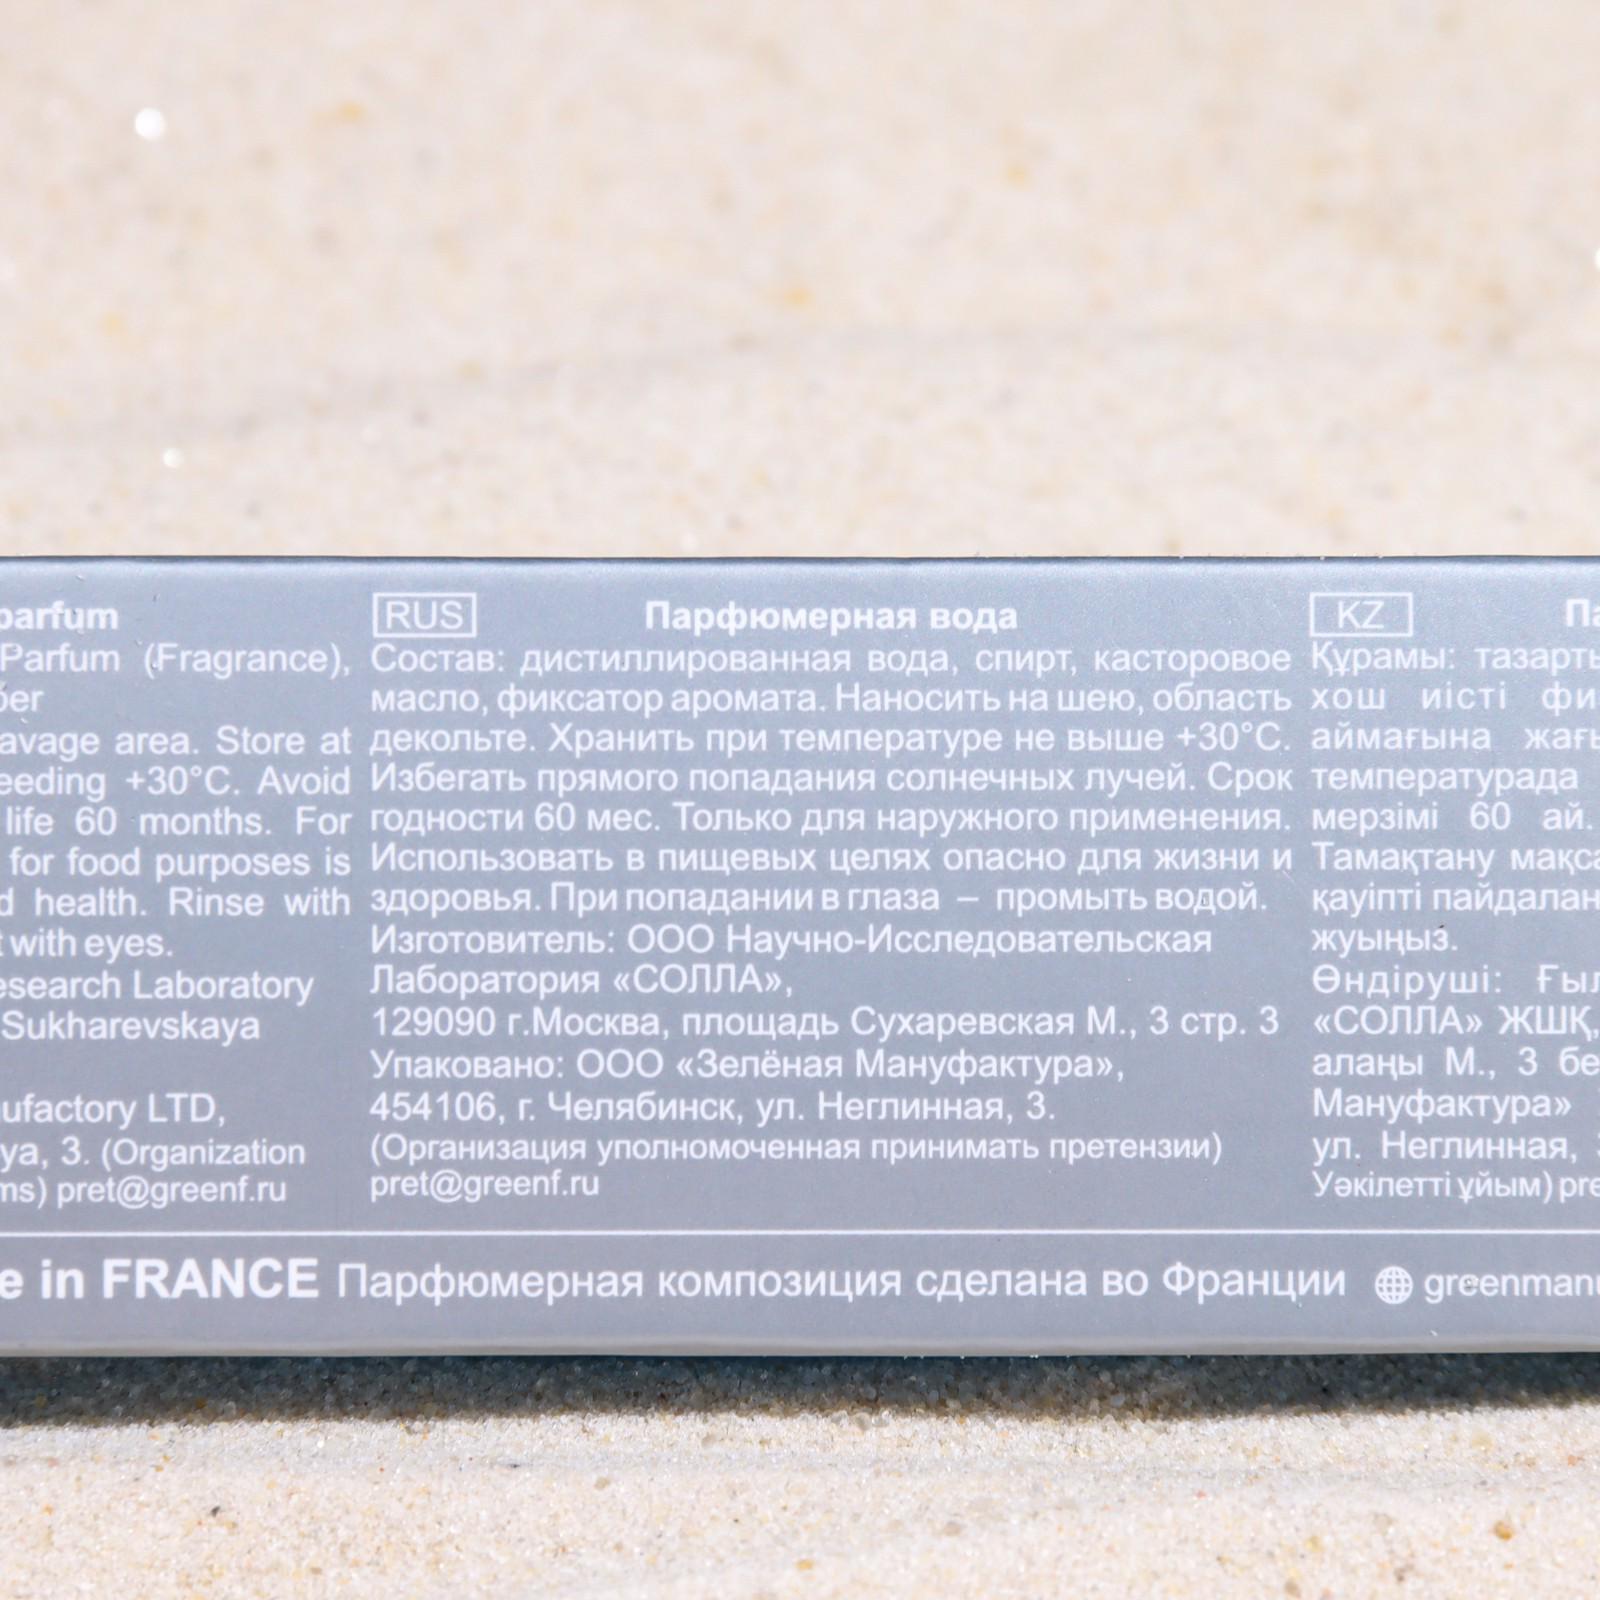 parfum
Parfum (Fragrance),
area. Store at
+30°C. Avoid
life 60 months. For
for food purposes is
health. Rinse with
with eyes.
Laboratory
Sukharevskaya
LTD,
3. (Organization
pret@greenf.ru
RUS Парфюмерная вода
Состав: дистиллированная вода, спирт, касторовое
масло, фиксатор аромата. Наносить на шею, область
декольте. Хранить при температуре не выше +30°C.
Избегать прямого попадания солнечных лучей. Срок
годности 60 мес. Только для наружного применения.
Использовать в пищевых целях опасно для жизни и
здоровья. При попадании в глаза – промыть водой.
Изготовитель: ООО Научно-Исследовательская
Лаборатория «СОЛЛА»,
129090 г.Москва, площадь Сухаревская М., 3 стр. 3
Упаковано: ООО «Зелёная Мануфактура»,
454106, г. Челябинск, ул. Неглинная, 3.
(Организация уполномоченная принимать претензии)
pret@greenf.ru
KZ
Құрамы:
хош иісті
аймағына
температурада
мерзімі 60 ай.
Тамақтану
қауіпті
жуыңыз.
Өндіруші:
«СОЛЛА» ЖШҚ,
алаңы М., 3
Мануфактура»
ул. Неглинная,
Уәкілетті ұйым)
in FRANCE Парфюмерная композиция сделана во Франции